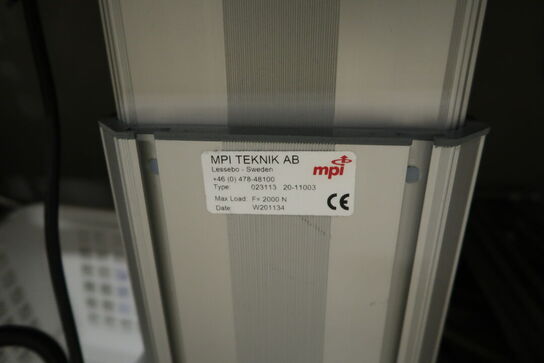 MPI TEKNIK AB
Lessebo - Sweden
+46 (0) 478-48100
Type: 023113 20-11003
Max Load: F= 2000 N
Date: W201134
mpi
CE